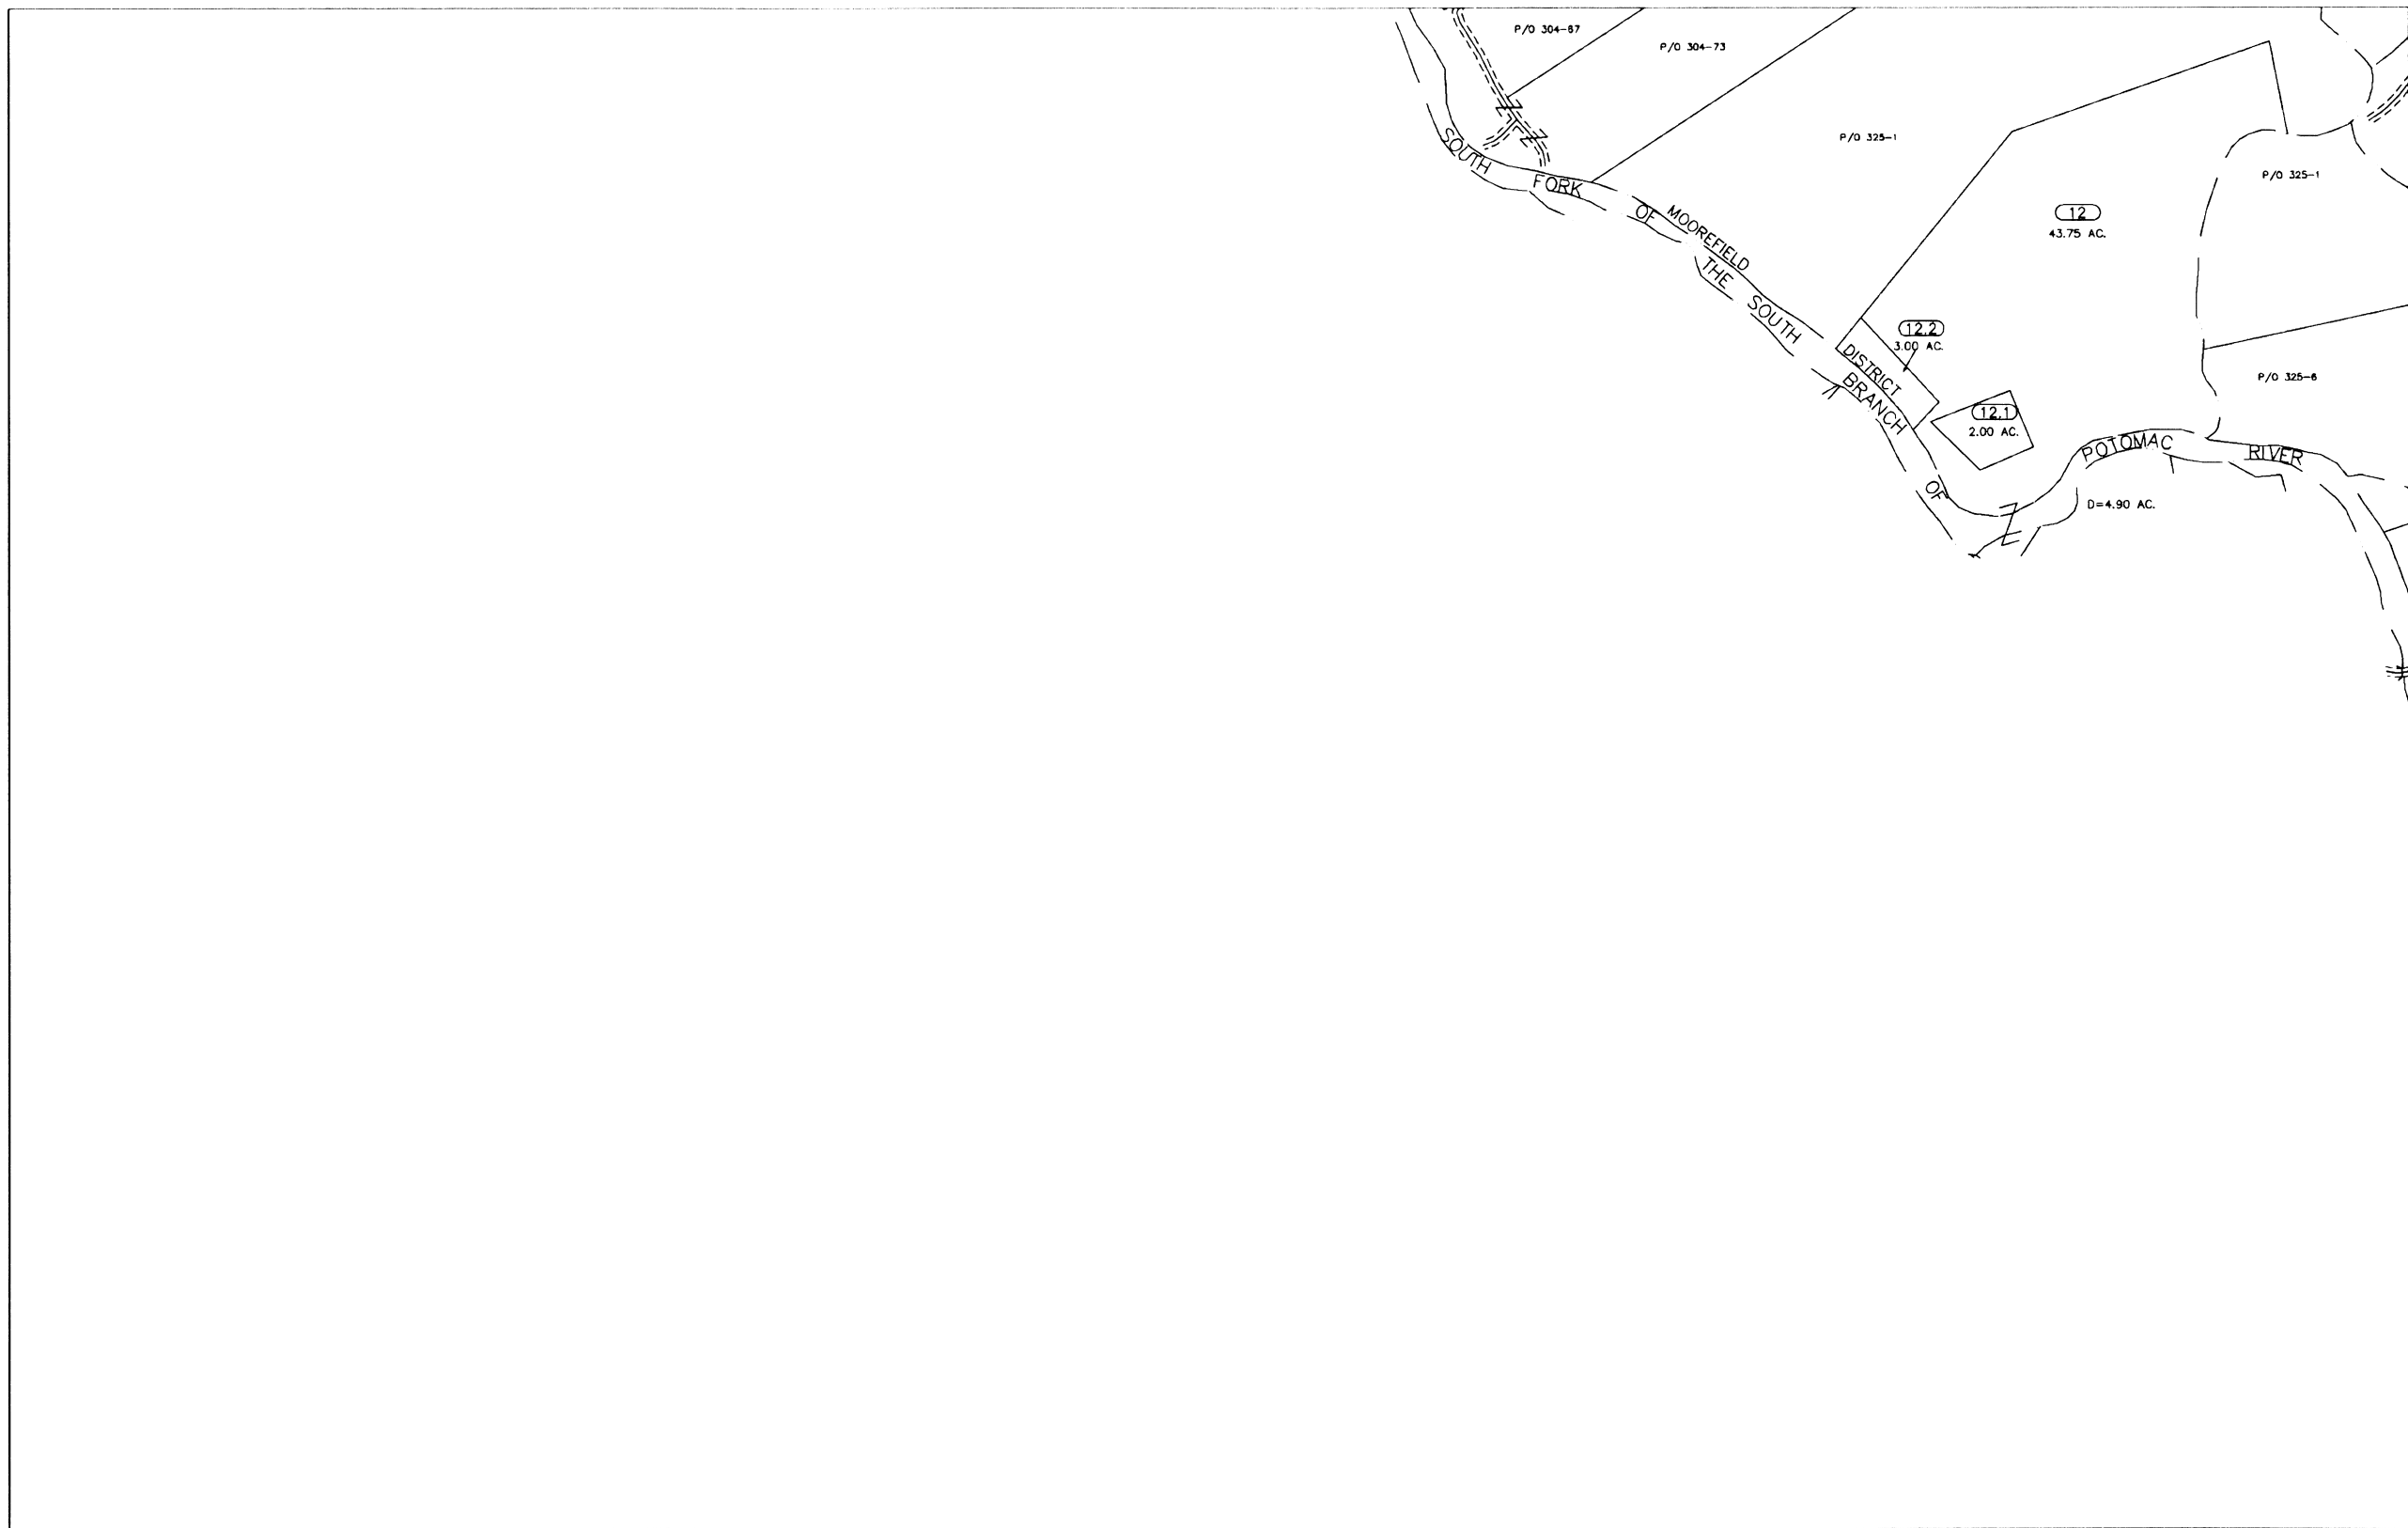 P/O 304-67
P/O 304-73
P/O 325-1
P/O 325-1
12
43.75 AC.
SOUTH FORK OF THE SOUTH BRANCH OF POTOMAC RIVER
MOOREFIELD DISTRICT
12.2
3.00 AC.
P/O 325-6
12.1
2.00 AC.
D=4.90 AC.